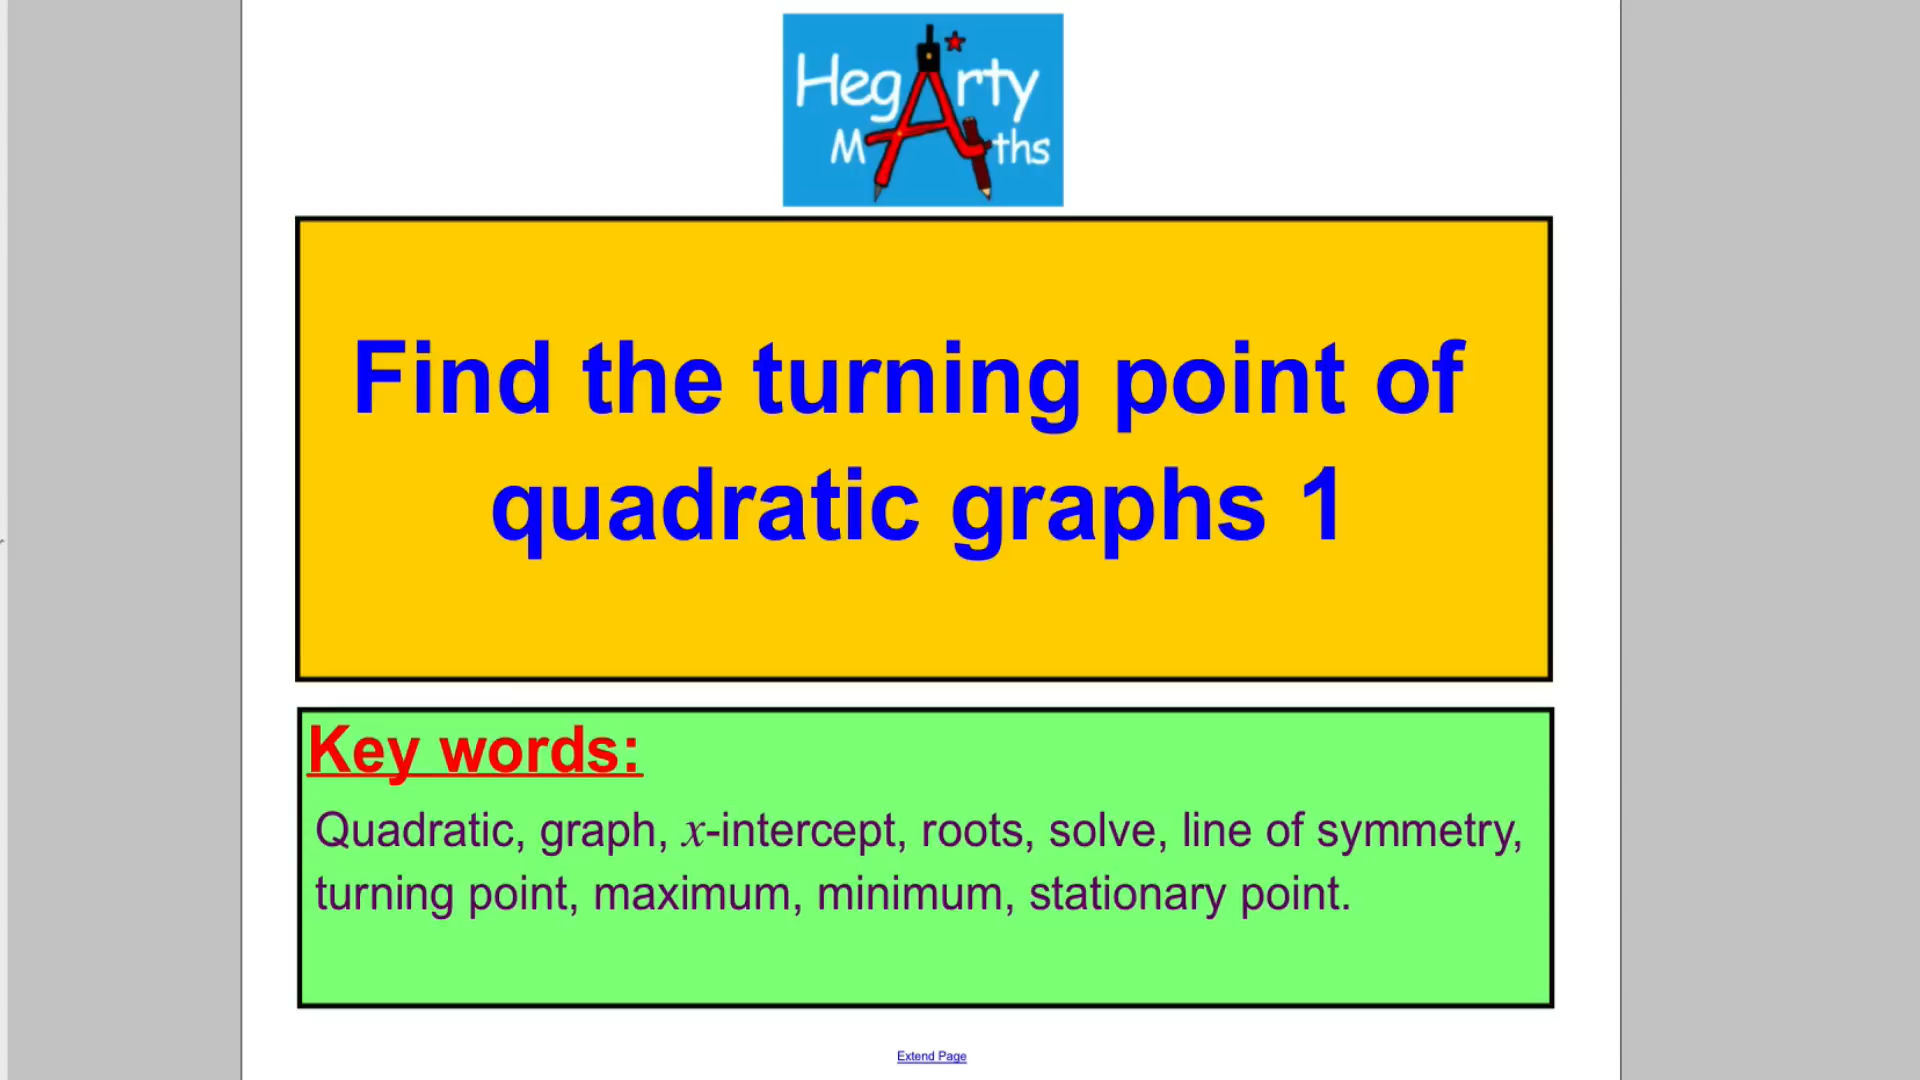 HegArty
Maths
Find the turning point of
quadratic graphs 1
Key words:
Quadratic, graph, x-intercept, roots, solve, line of symmetry,
turning point, maximum, minimum, stationary point.
Extend Page